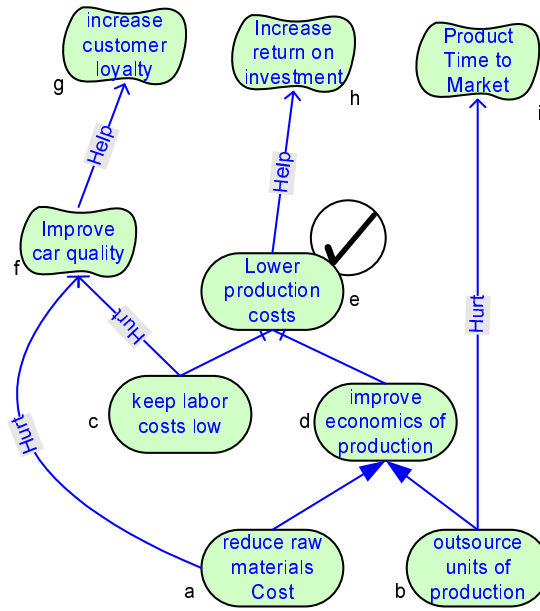 increase
customer
loyalty
g
Increase
return on
investment
h
Product
Time to
Market
i
Help
Help
Improve
car quality
f
Lower
production
costs
e
Hurt
Hurt
keep labor
costs low
c
improve
economics of
production
d
Hurt
reduce raw
materials
Cost
a
outsource
units of
production
b